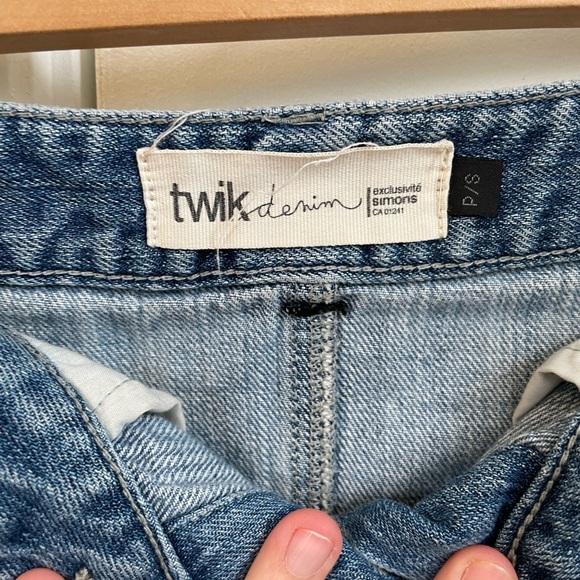 twik denim
exclusivité
simons
CA 01241
P/S